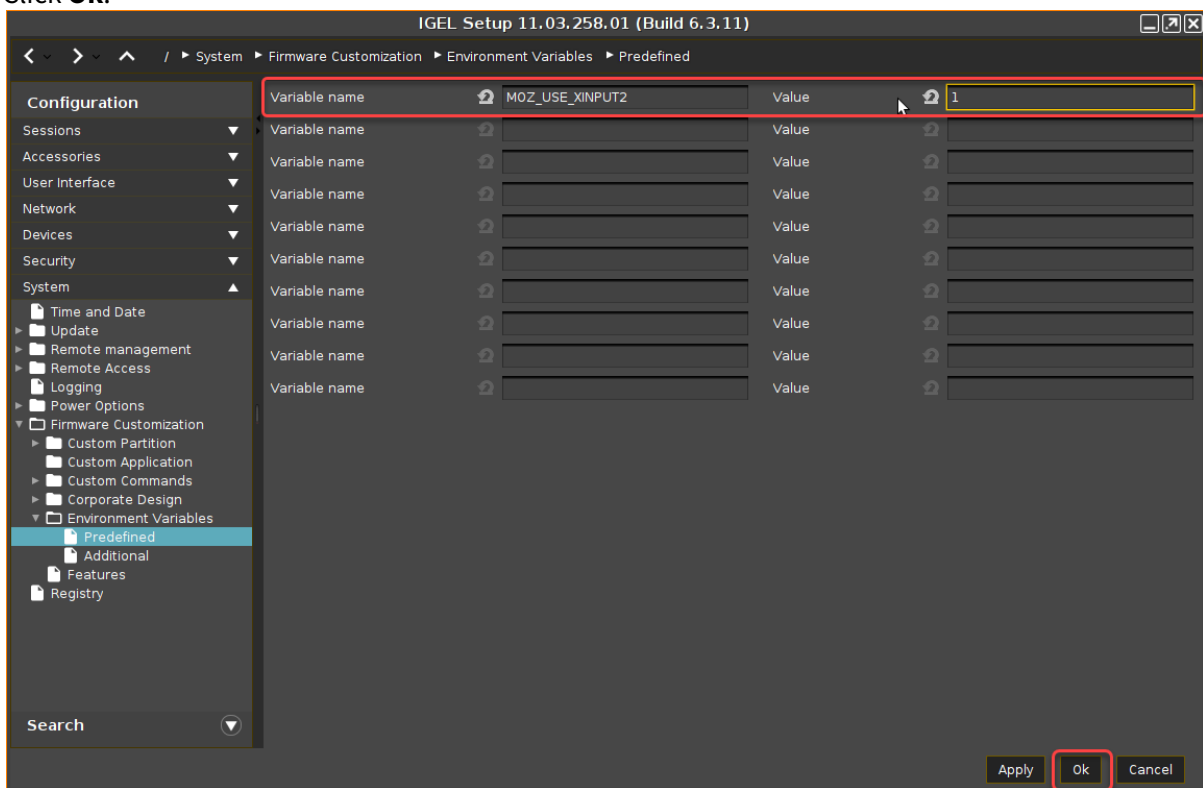 Click Ok.
IGEL Setup 11.03.258.01 (Build 6.3.11)
/ System Firmware Customization Environment Variables Predefined
Configuration
Sessions
Accessories
User Interface
Network
Devices
Security
System
Time and Date
Update
Remote management
Remote Access
Logging
Power Options
Firmware Customization
Custom Partition
Custom Application
Custom Commands
Corporate Design
Environment Variables
Predefined
Additional
Features
Registry
Search
Variable name MOZ_USE_XINPUT2 Value 1
Variable name Value
Variable name Value
Variable name Value
Variable name Value
Variable name Value
Variable name Value
Variable name Value
Variable name Value
Variable name Value
Apply Ok Cancel